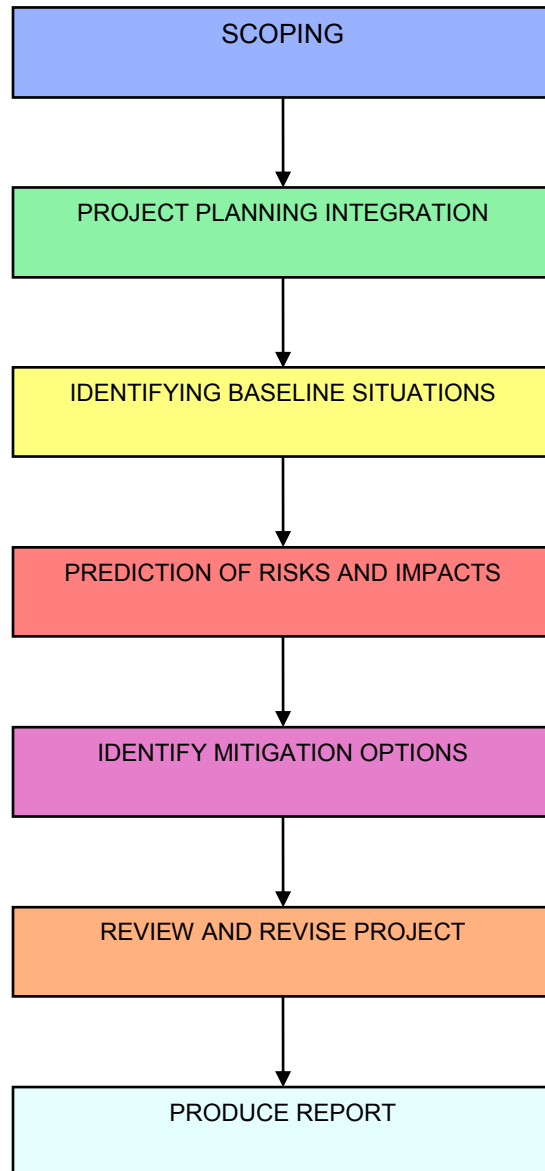 SCOPING
PROJECT PLANNING INTEGRATION
IDENTIFYING BASELINE SITUATIONS
PREDICTION OF RISKS AND IMPACTS
IDENTIFY MITIGATION OPTIONS
REVIEW AND REVISE PROJECT
PRODUCE REPORT